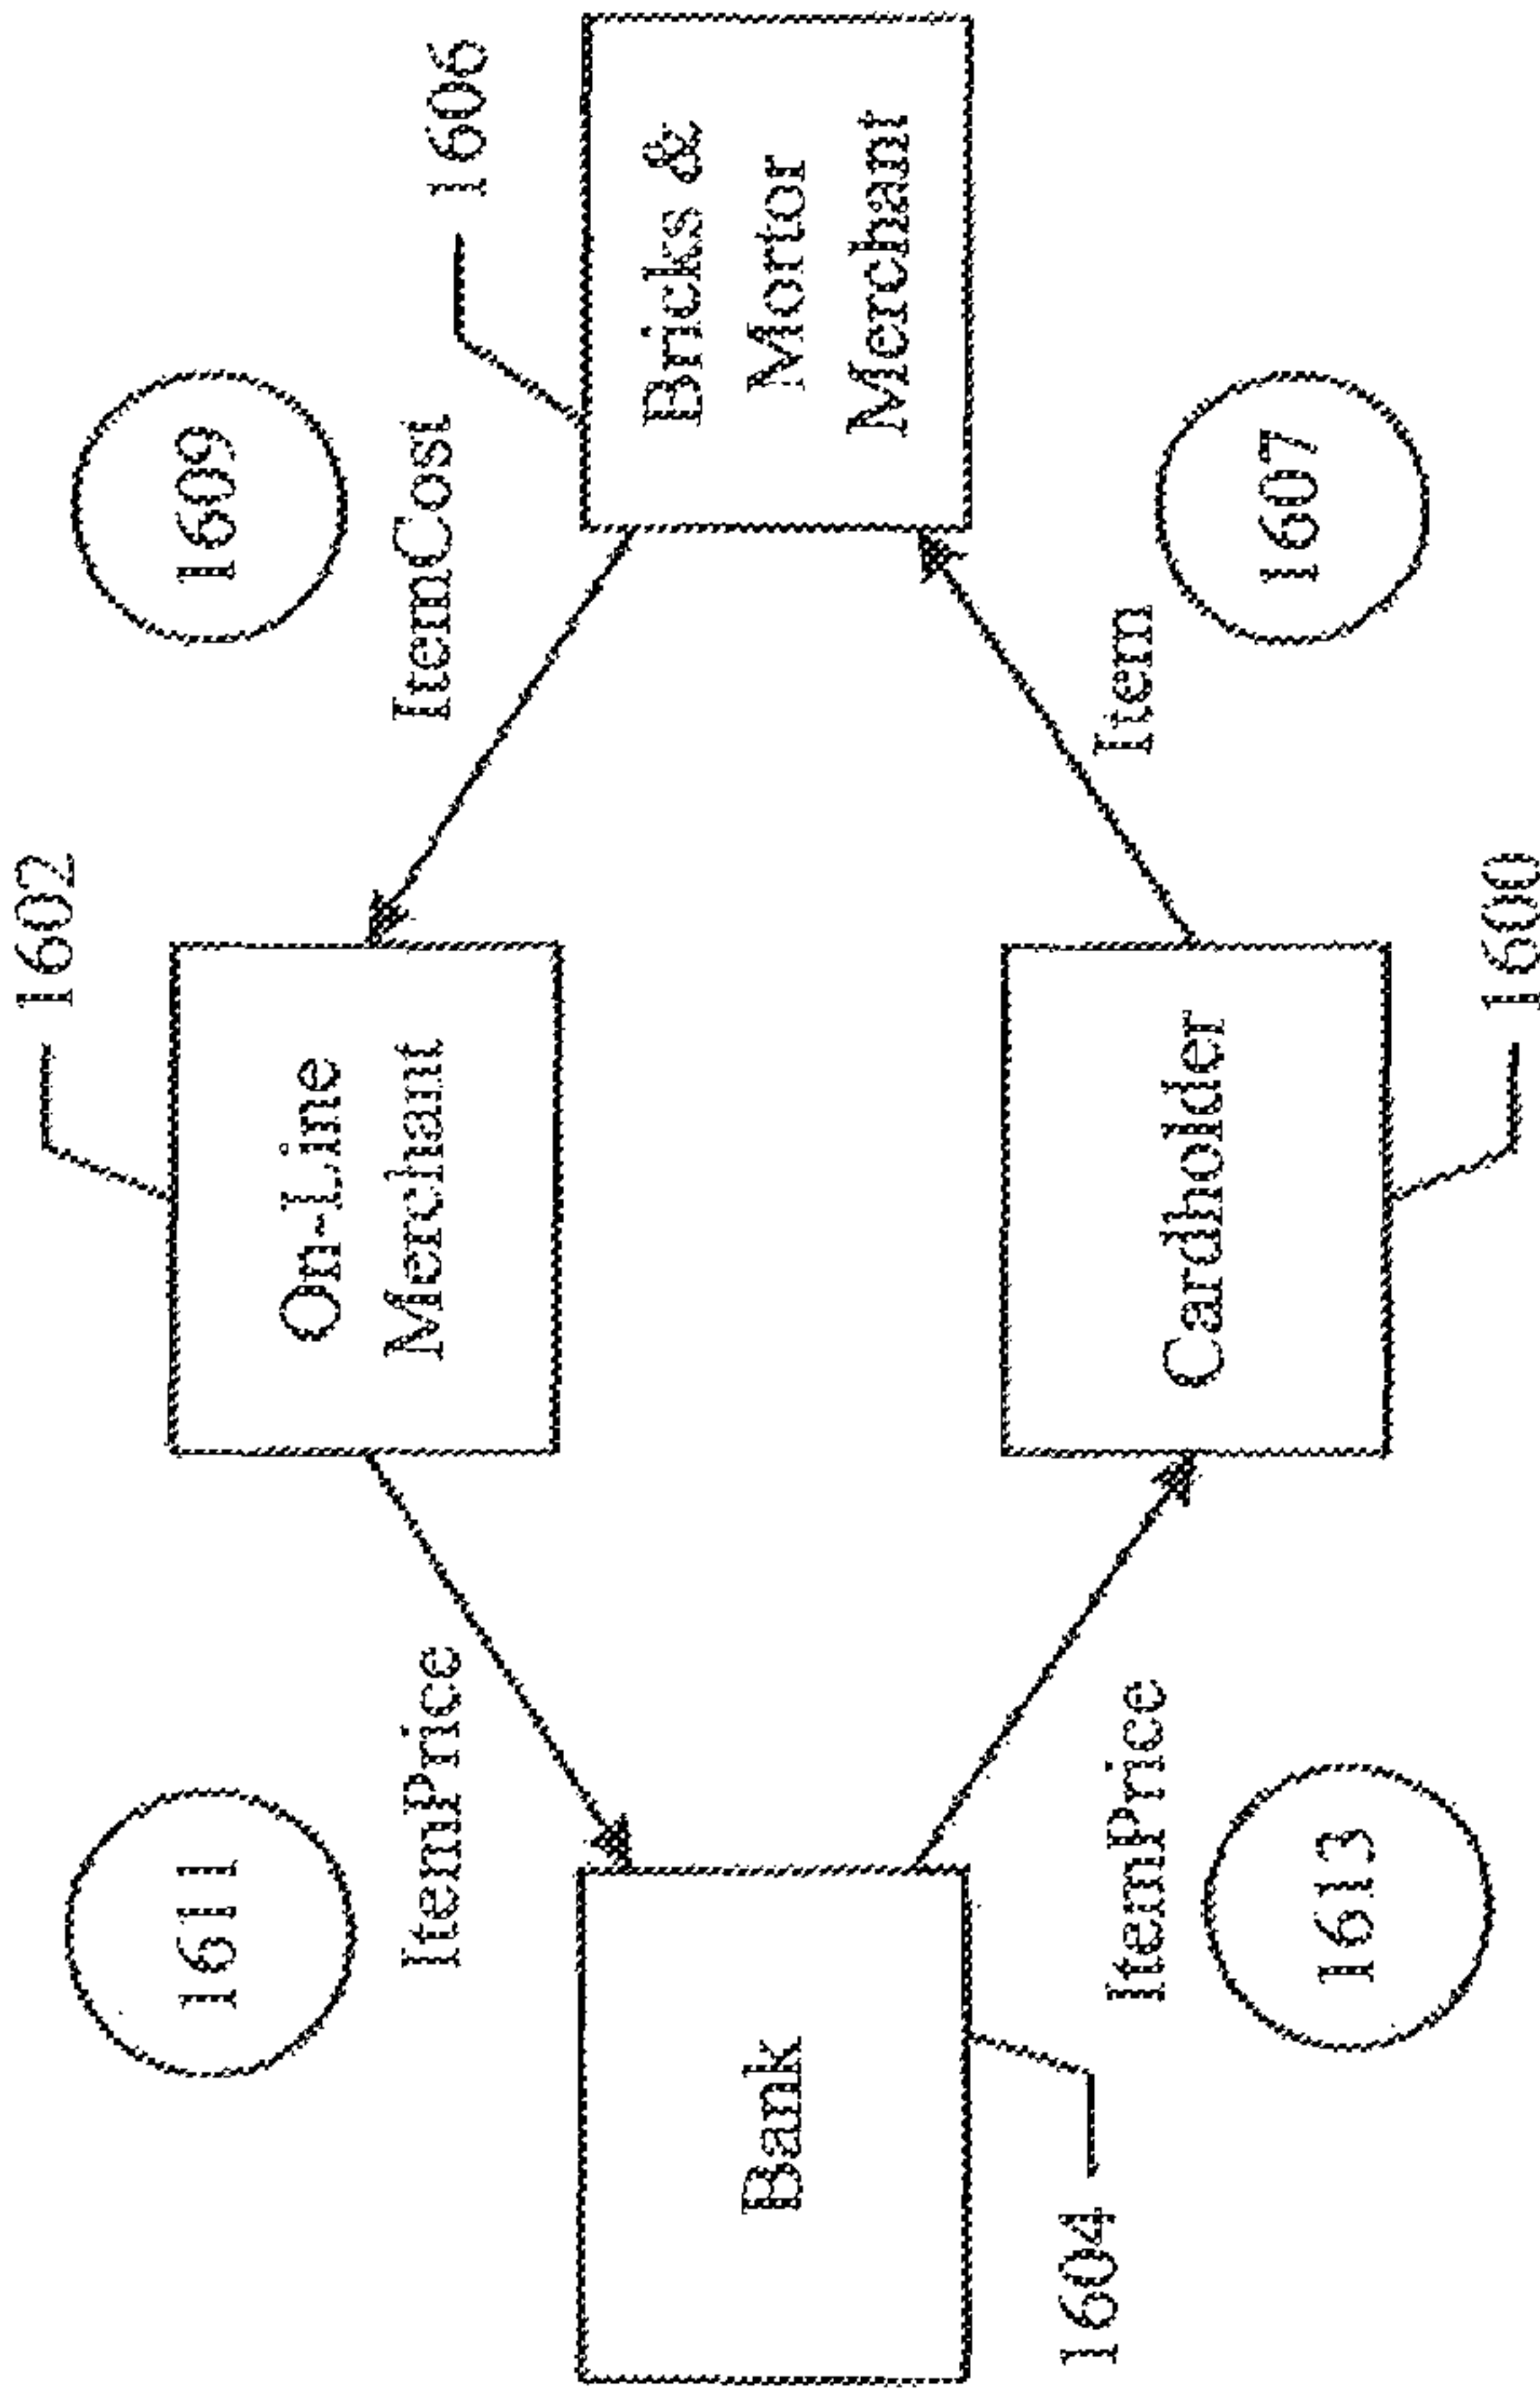 1611
ItemPrice
Bank
1604
ItemPrice
1613
1602
On-Line
Merchant
Cardholder
1600
1609
ItemCost
1606
Bricks &
Mortor
Merchant
Item
1607